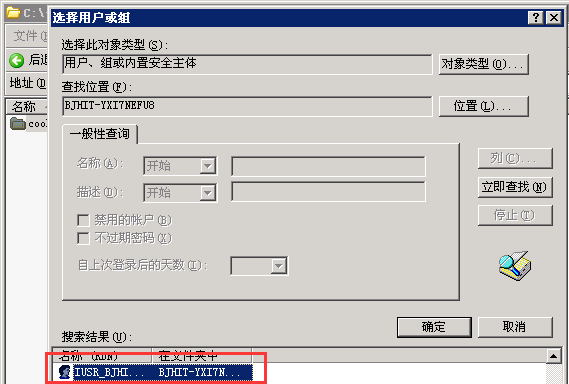 C:\
选择用户或组
文件(F)
选择此对象类型(S):
用户、组或内置安全主体
对象类型(O)...
后退
查找位置(F):
地址(D)
BJHIT-YXI7NEFU8
位置(L)...
名称
coo
一般性查询
名称(A):
开始
列(C)...
描述(D):
开始
立即查找(N)
禁用的帐户(B)
停止(T)
不过期密码(X)
自上次登录后的天数(I):
确定
取消
搜索结果(U):
名称 (RDN)
在文件夹中
IUSR_BJHI...
BJHIT-YXI7N...